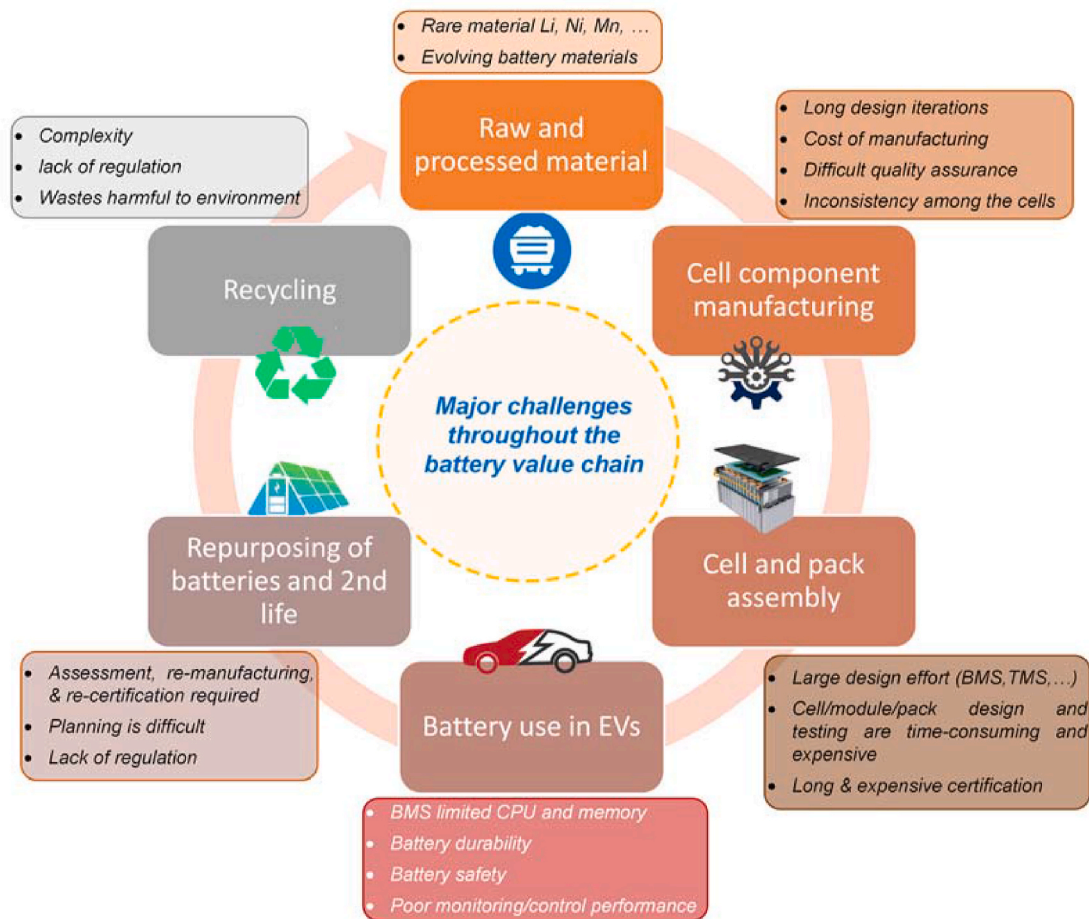 • Rare material Li, Ni, Mn, …
• Evolving battery materials
Raw and
processed material
• Long design iterations
• Cost of manufacturing
• Difficult quality assurance
• Inconsistency among the cells
Cell component
manufacturing
Cell and pack
assembly
• Large design effort (BMS,TMS,…)
• Cell/module/pack design and
testing are time-consuming and
expensive
• Long & expensive certification
Battery use in EVs
• BMS limited CPU and memory
• Battery durability
• Battery safety
• Poor monitoring/control performance
Repurposing of
batteries and 2nd
life
• Assessment, re-manufacturing,
& re-certification required
• Planning is difficult
• Lack of regulation
Recycling
• Complexity
• lack of regulation
• Wastes harmful to environment
Major challenges
throughout the
battery value chain